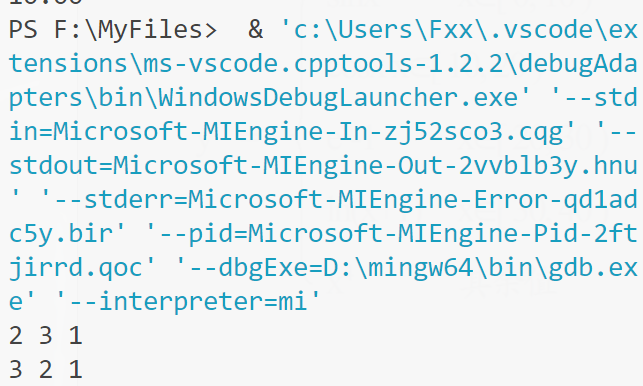 PS F:\MyFiles>  & 'c:\Users\Fxx\.vscode\ex
tensions\ms-vscode.cpptools-1.2.2\debugAda
pters\bin\WindowsDebugLauncher.exe' '--std
in=Microsoft-MIEngine-In-zj52sco3.cqg' '--
stdout=Microsoft-MIEngine-Out-2vvblb3y.hnu
' '--stderr=Microsoft-MIEngine-Error-qd1ad
c5y.bir' '--pid=Microsoft-MIEngine-Pid-2ft
jirrd.qoc' '--dbgExe=D:\mingw64\bin\gdb.ex
e' '--interpreter=mi'
2 3 1
3 2 1